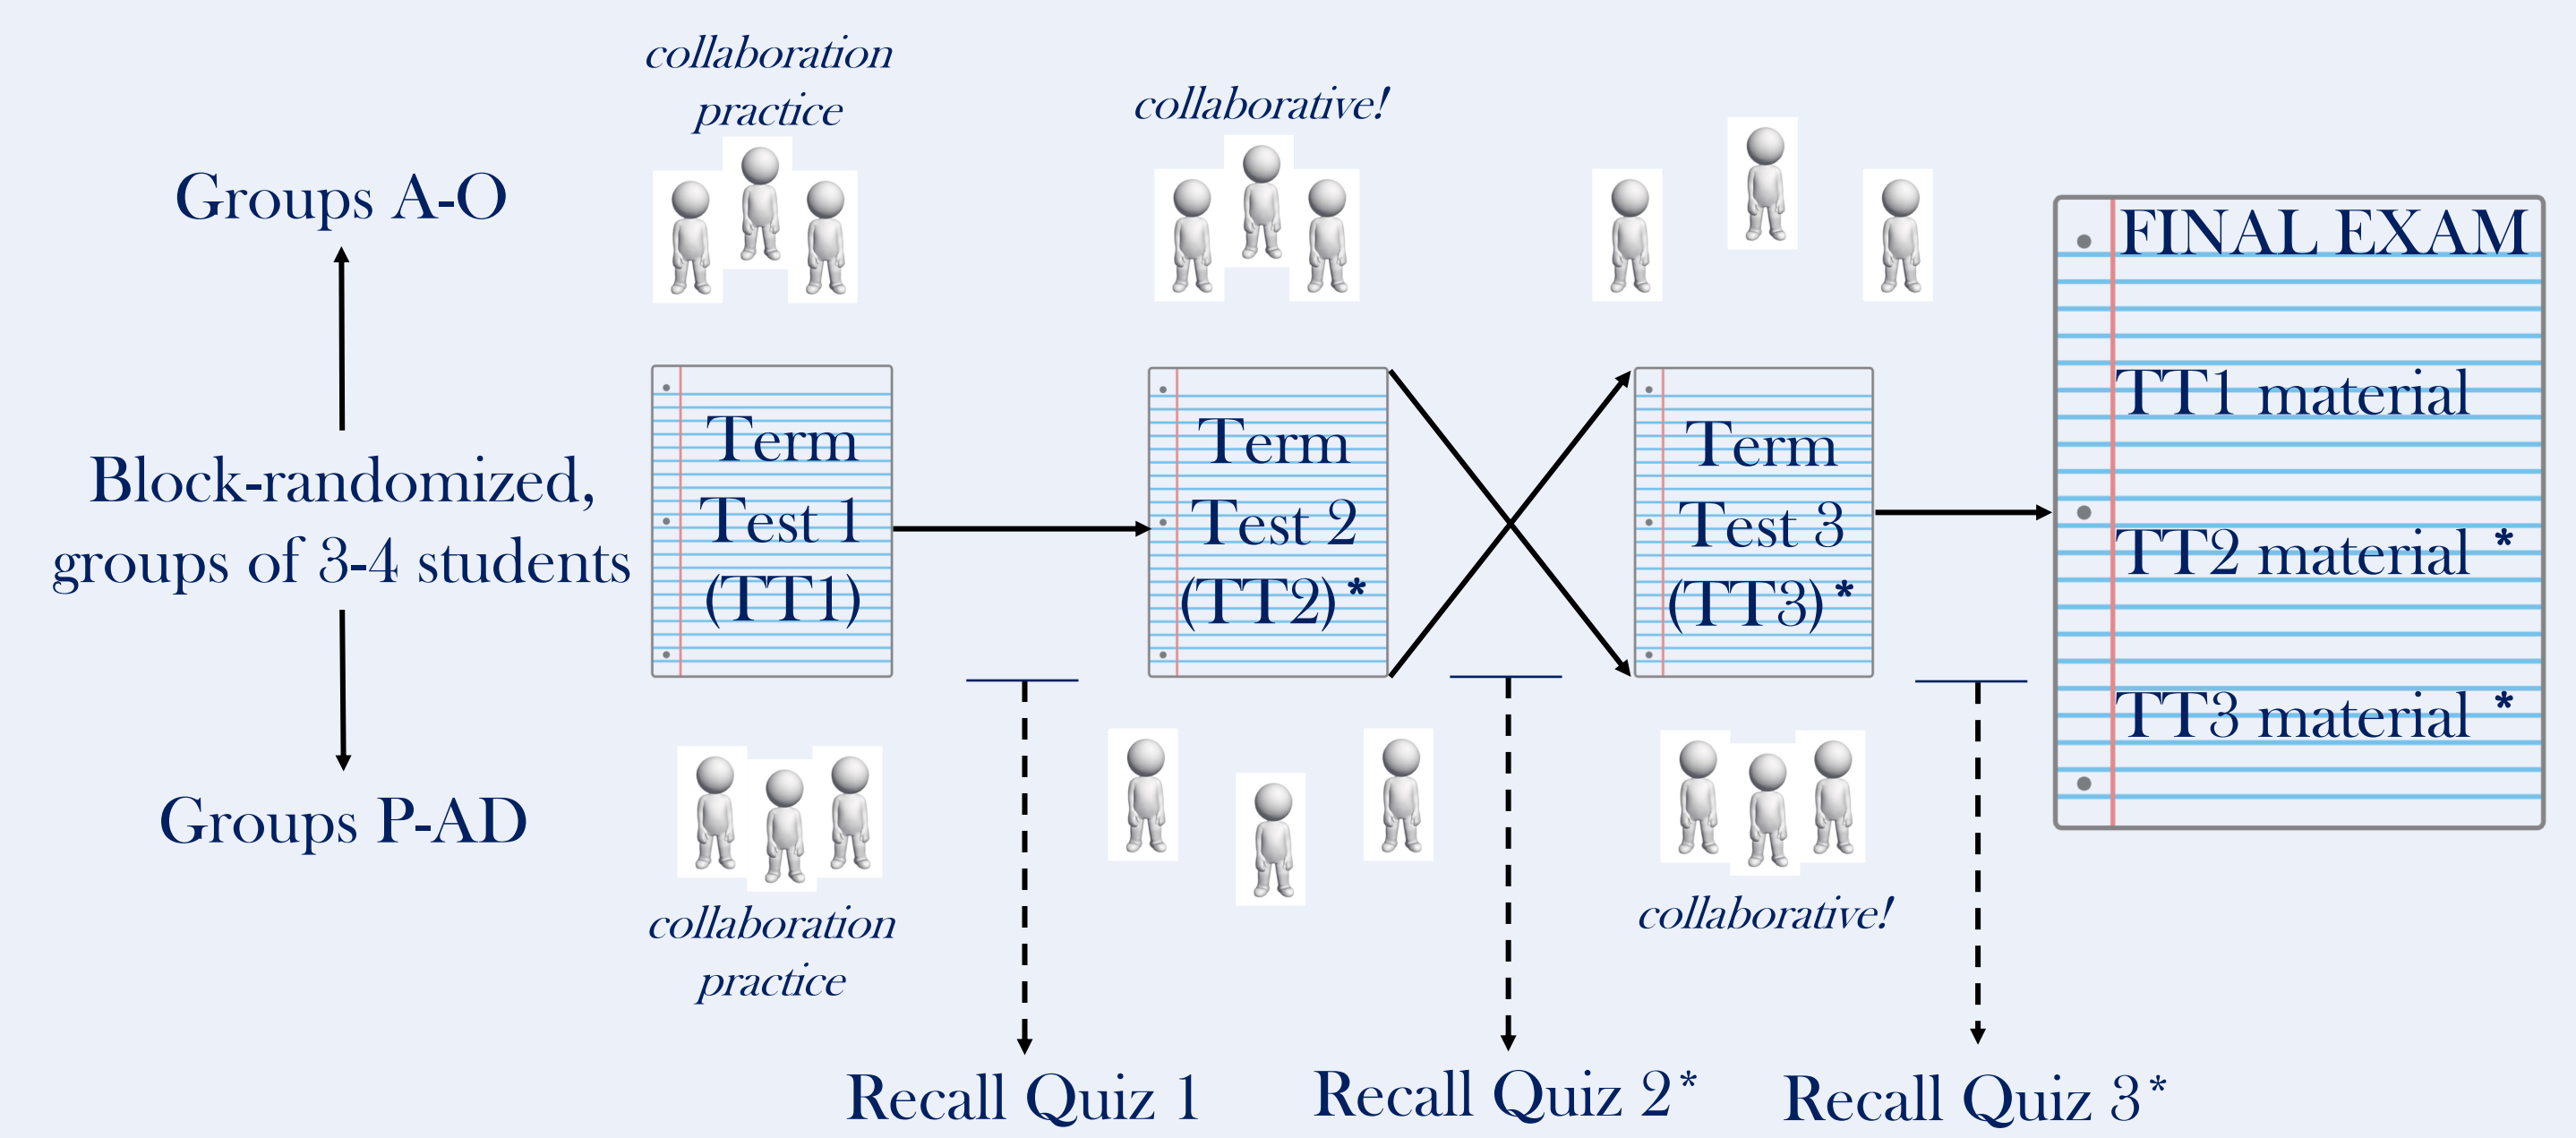 collaboration
practice
collaborative!
Groups A-O
Block-randomized,
groups of 3-4 students
Groups P-AD
Term
Test 1
(TT1)
Term
Test 2
(TT2)*
Term
Test 3
(TT3)*
FINAL EXAM
TT1 material
TT2 material *
TT3 material *
collaboration
practice
collaborative!
Recall Quiz 1
Recall Quiz 2*
Recall Quiz 3*